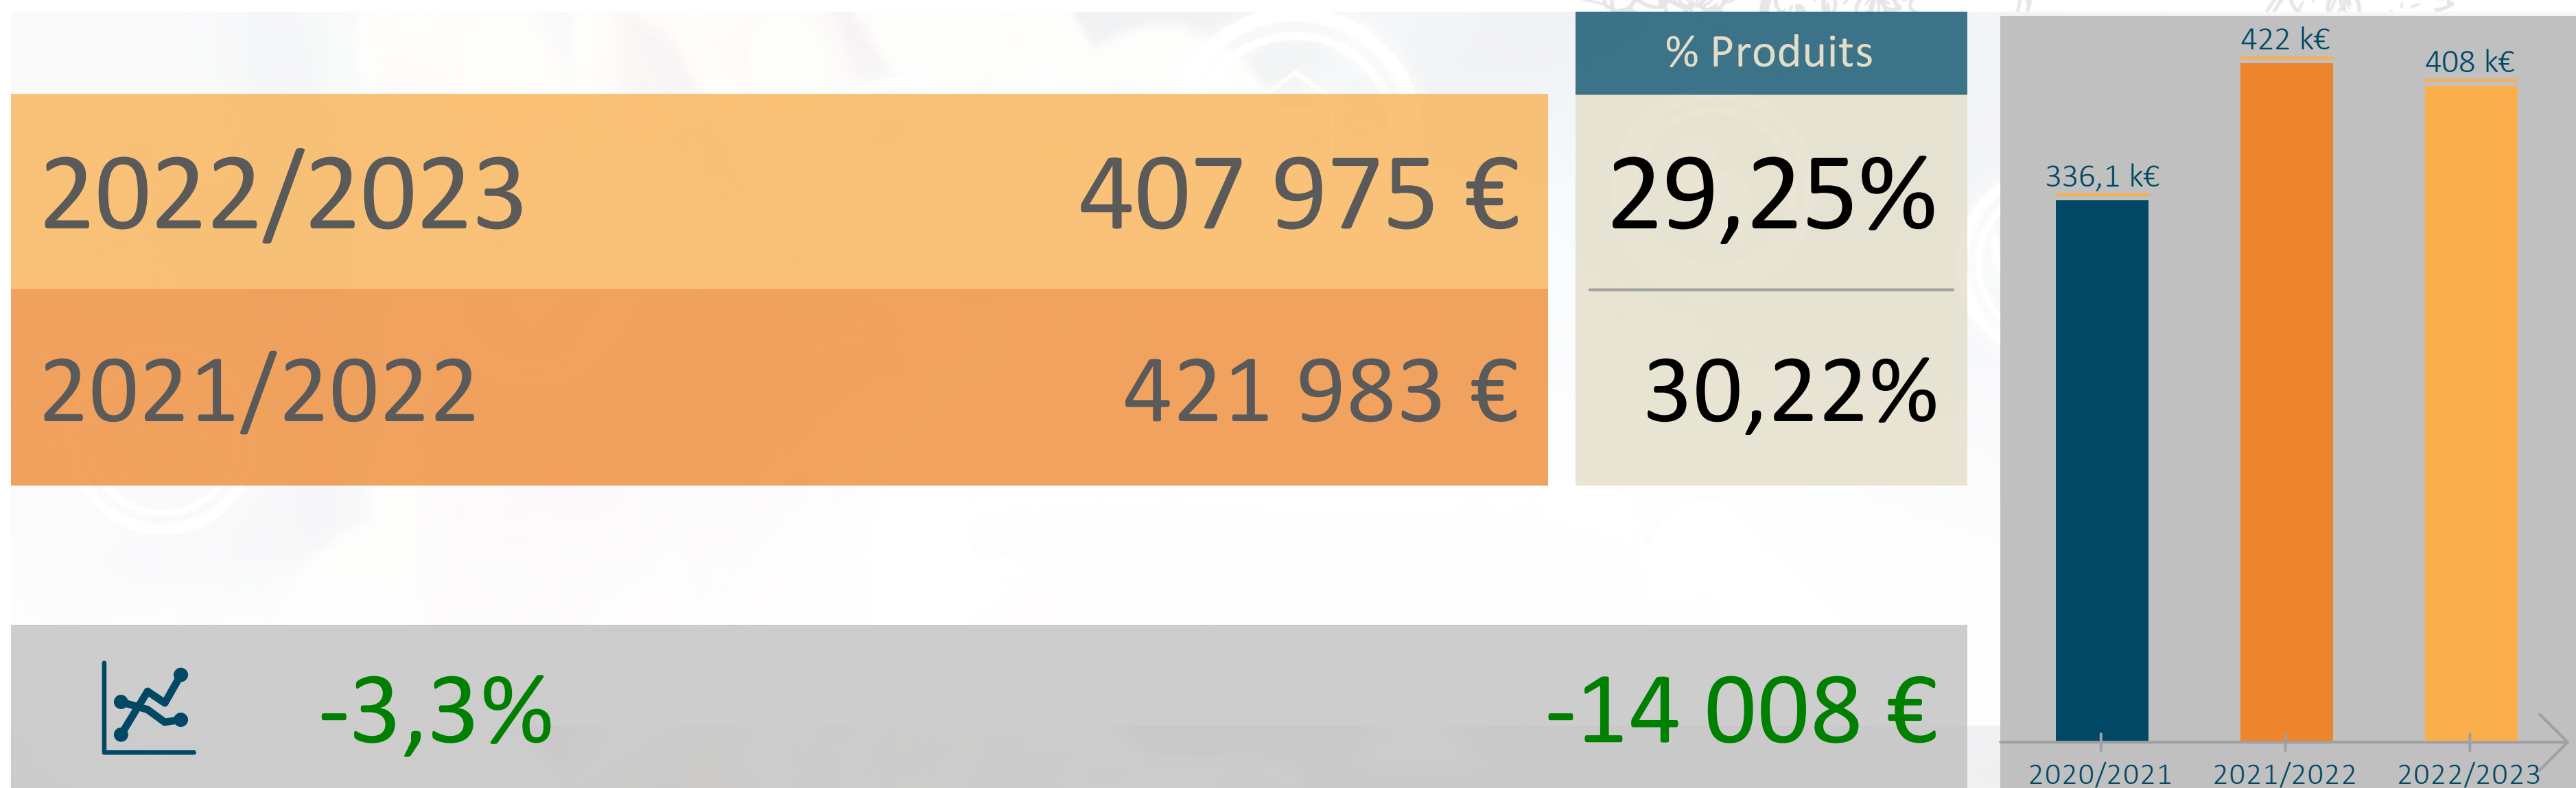 % Produits
2022/2023 407 975 € 29,25%
2021/2022 421 983 € 30,22%
-3,3% -14 008 €
422 k€
408 k€
336,1 k€
2020/2021 2021/2022 2022/2023